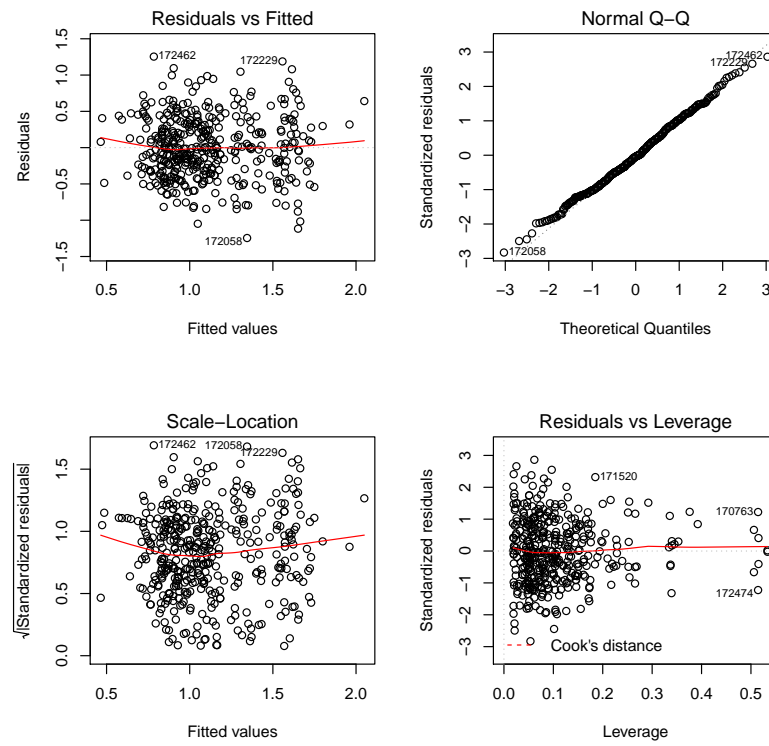 Residuals vs Fitted
Residuals
1.5
0.5
−0.5
−1.5
172462
172229
172058
0.5 1.0 1.5 2.0
Fitted values
Normal Q−Q
Standardized residuals
3
2
1
0
−1
−2
−3
172462
172229
172058
−3 −2 −1 0 1 2 3
Theoretical Quantiles
Scale−Location
√|Standardized residuals|
1.5
1.0
0.5
0.0
172462
172058
172229
0.5 1.0 1.5 2.0
Fitted values
Residuals vs Leverage
Standardized residuals
3
2
1
0
−1
−2
−3
171520
170763
172474
Cook's distance
0.0 0.1 0.2 0.3 0.4 0.5
Leverage